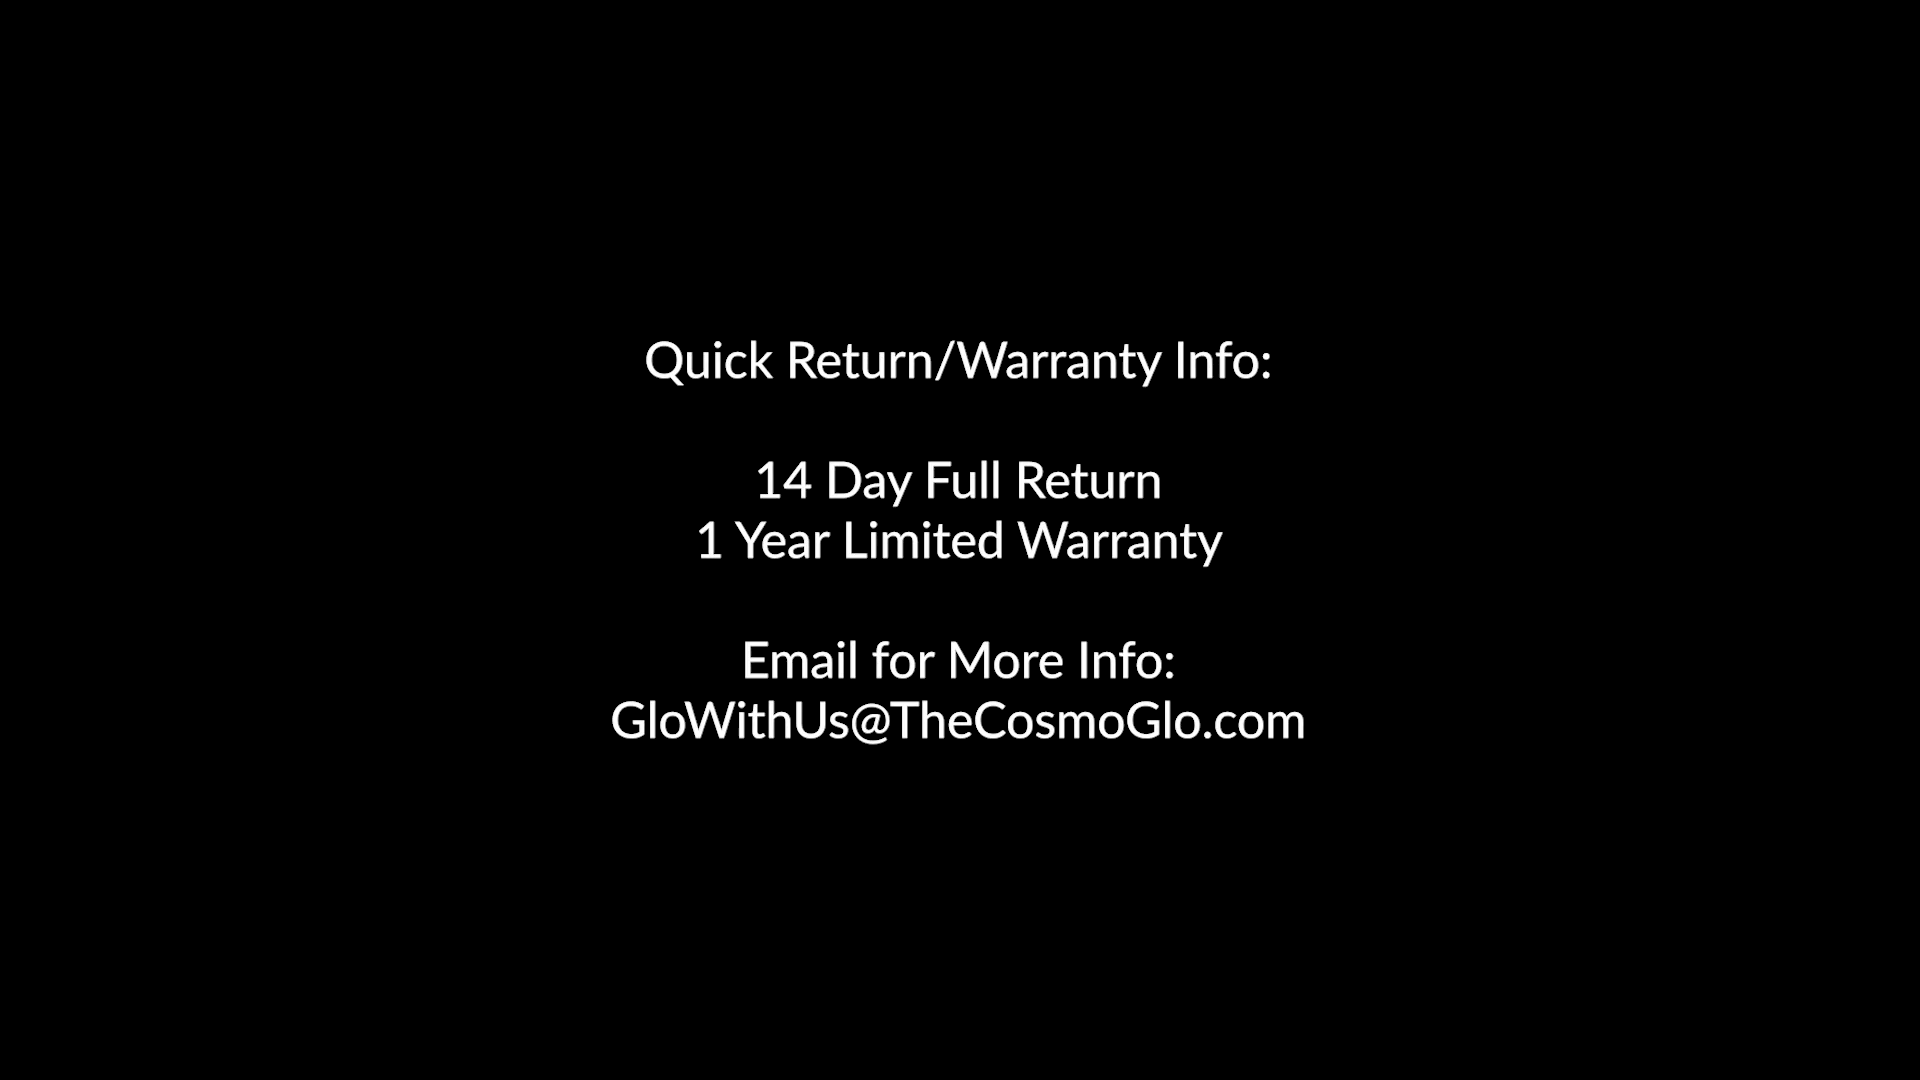 Quick Return/Warranty Info:
14 Day Full Return
1 Year Limited Warranty
Email for More Info:
GloWithUs@TheCosmoGlo.com